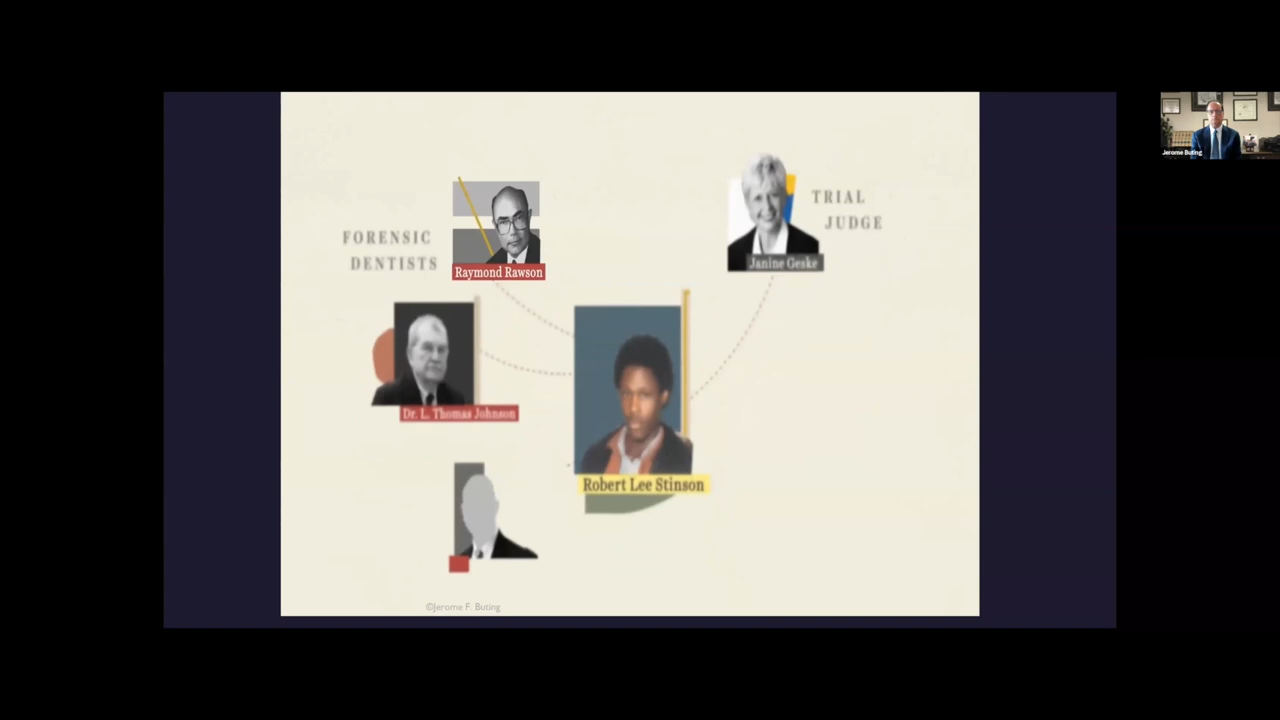 FORENSIC
DENTISTS
Raymond Rawson
TRIAL
JUDGE
Janine Geske
Dr. L. Thomas Johnson
Robert Lee Stinson
©Jerome F. Buting
Jerome Buting